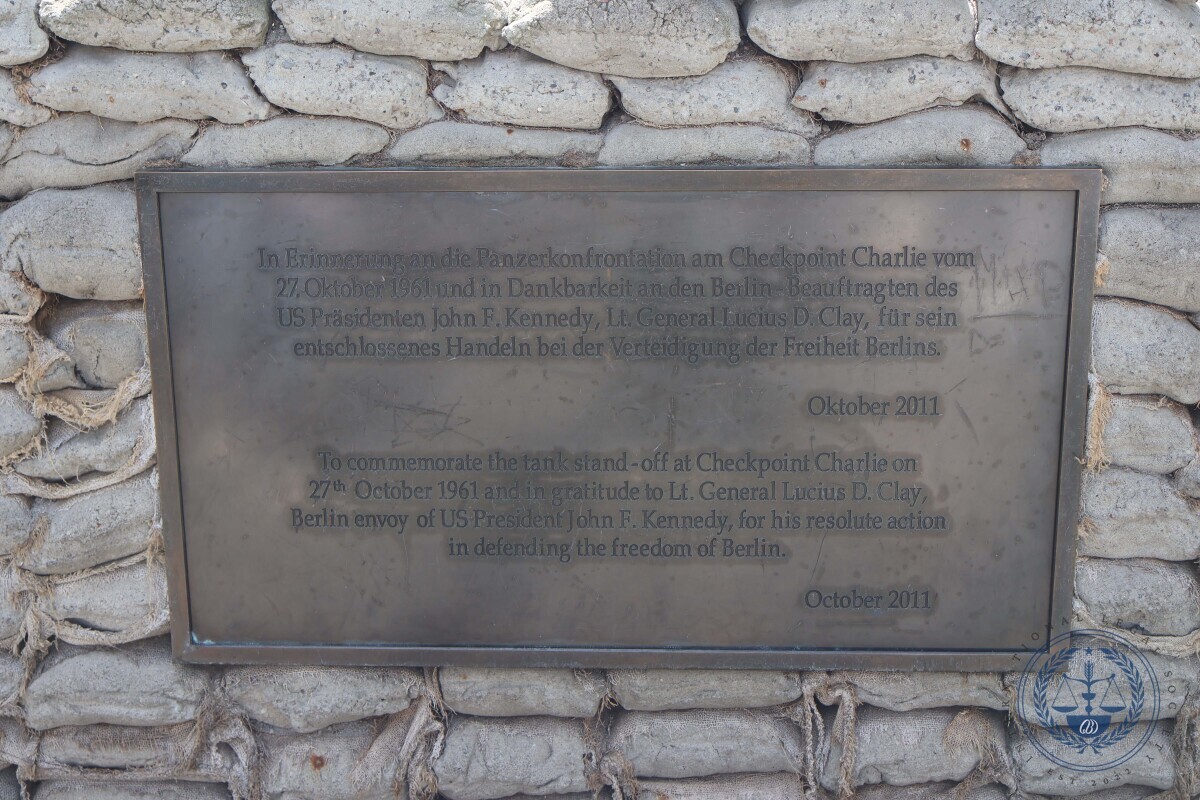 In Erinnerung an die Panzerkonfrontation am Checkpoint Charlie vom
27. Oktober 1961 und in Dankbarkeit an den Berlin-Beauftragten des
US Präsidenten John F. Kennedy, Lt. General Lucius D. Clay, für sein
entschlossenes Handeln bei der Verteidigung der Freiheit Berlins.
Oktober 2011
To commemorate the tank stand-off at Checkpoint Charlie on
27th October 1961 and in gratitude to Lt. General Lucius D. Clay,
Berlin envoy of US President John F. Kennedy, for his resolute action
in defending the freedom of Berlin.
October 2011